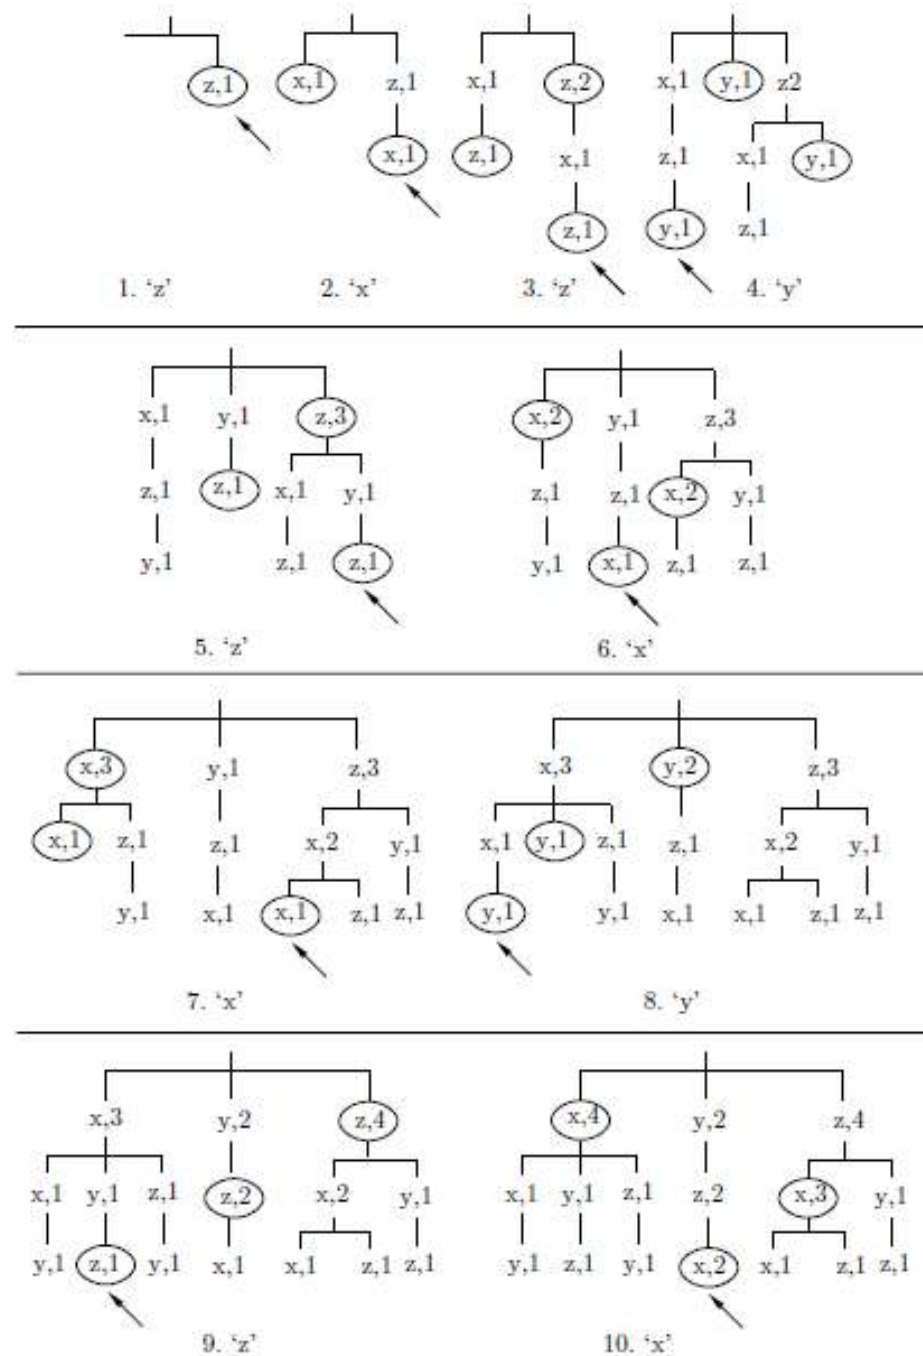 z,1 x,1 z,1 x,1 z,2 x,1 y,1 z2
x,1 z,1 x,1 z,1 x,1 y,1
z,1 y,1 z,1
1. ‘z’ 2. ‘x’ 3. ‘z’ 4. ‘y’
x,1 y,1 z,3 x,2 y,1 z,3
z,1 z,1 x,1 y,1 z,1 z,1 x,2 y,1
y,1 z,1 z,1 y,1 x,1 z,1 z,1
5. ‘z’ 6. ‘x’
x,3 y,1 z,3 x,3 y,2 z,3
x,1 z,1 z,1 x,2 y,1 x,1 y,1 z,1 z,1 x,2 y,1
y,1 x,1 x,1 z,1 z,1 y,1 y,1 x,1 x,1 z,1 z,1
7. ‘x’ 8. ‘y’
x,3 y,2 z,4 x,4 y,2 z,4
x,1 y,1 z,1 z,2 x,2 y,1 x,1 y,1 z,1 z,2 x,3 y,1
y,1 z,1 y,1 x,1 x,1 z,1 z,1 y,1 z,1 y,1 x,2 x,1 z,1 z,1
9. ‘z’ 10. ‘x’